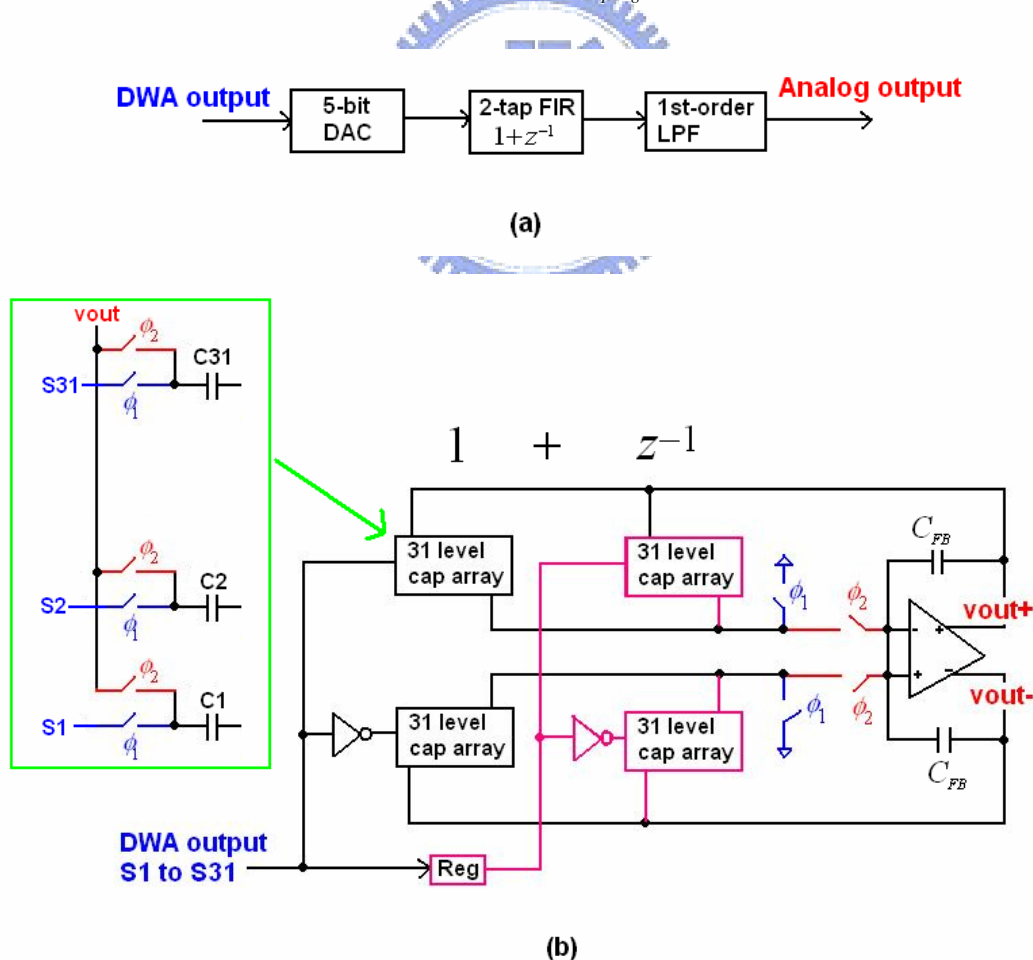 DWA output
5-bit
DAC
2-tap FIR
1+z⁻¹
1st-order
LPF
Analog output
(a)
vout
ϕ₂
C31
S31
ϕ₁
ϕ₂
C2
S2
ϕ₁
ϕ₂
C1
S1
ϕ₁
1 + z⁻¹
31 level
cap array
31 level
cap array
ϕ₁
ϕ₂
C_FB
- +
vout+
+ -
vout-
31 level
cap array
31 level
cap array
ϕ₁
ϕ₂
C_FB
DWA output
S1 to S31
Reg
(b)